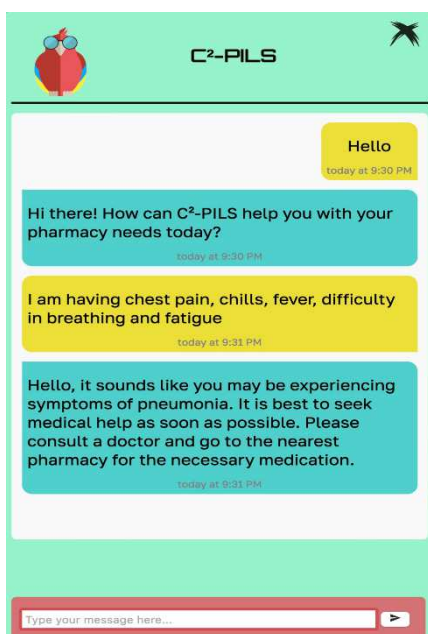 C²-PILS
Hello
today at 9:30 PM
Hi there! How can C²-PILS help you with your
pharmacy needs today?
today at 9:30 PM
I am having chest pain, chills, fever, difficulty
in breathing and fatigue
today at 9:31 PM
Hello, it sounds like you may be experiencing
symptoms of pneumonia. It is best to seek
medical help as soon as possible. Please
consult a doctor and go to the nearest
pharmacy for the necessary medication.
today at 9:31 PM
Type your message here...